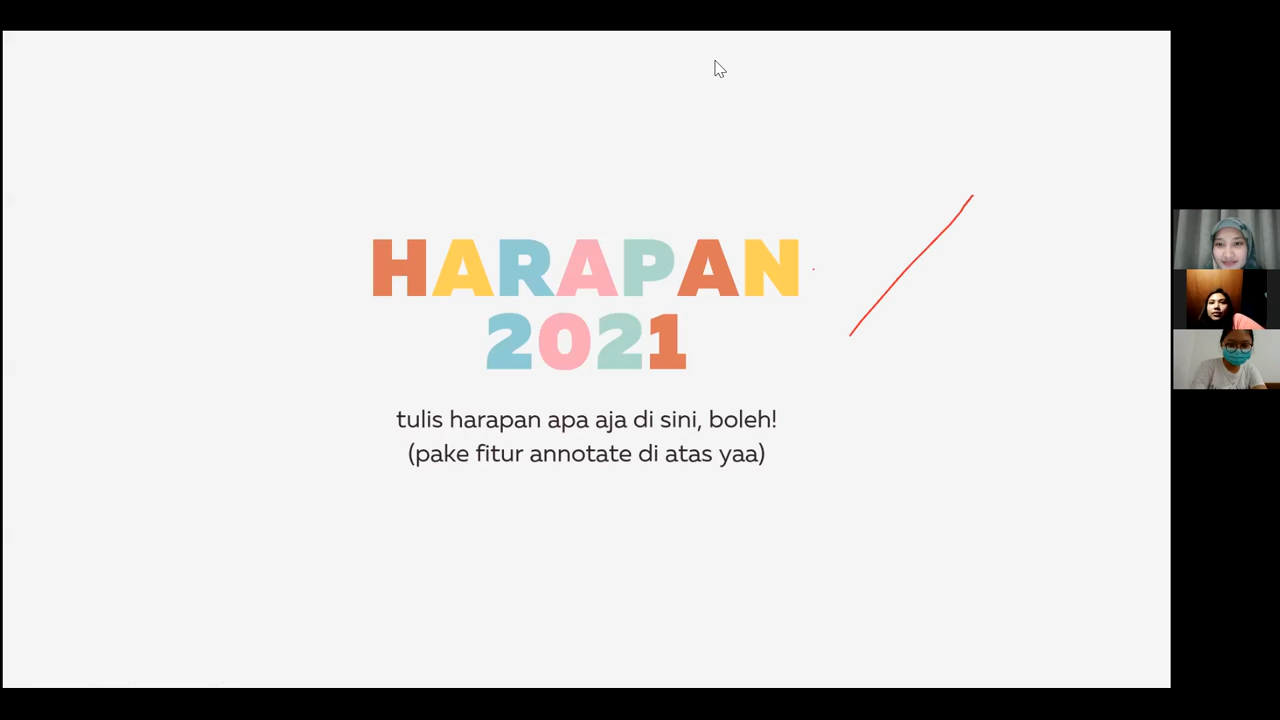 HARAPAN
2021
tulis harapan apa aja di sini, boleh!
(pake fitur annotate di atas yaa)